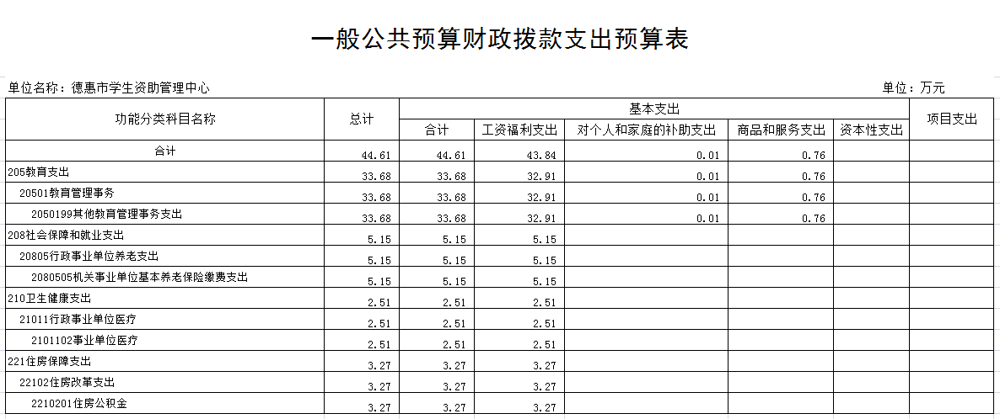 一般公共预算财政拨款支出预算表
单位名称：德惠市学生资助管理中心 单位：万元
功能分类科目名称 总计 基本支出 项目支出
合计 工资福利支出 对个人和家庭的补助支出 商品和服务支出 资本性支出
合计 44.61 44.61 43.84 0.01 0.76
205教育支出 33.68 33.68 32.91 0.01 0.76
20501教育管理事务 33.68 33.68 32.91 0.01 0.76
2050199其他教育管理事务支出 33.68 33.68 32.91 0.01 0.76
208社会保障和就业支出 5.15 5.15 5.15
20805行政事业单位养老支出 5.15 5.15 5.15
2080505机关事业单位基本养老保险缴费支出 5.15 5.15 5.15
210卫生健康支出 2.51 2.51 2.51
21011行政事业单位医疗 2.51 2.51 2.51
2101102事业单位医疗 2.51 2.51 2.51
221住房保障支出 3.27 3.27 3.27
22102住房改革支出 3.27 3.27 3.27
2210201住房公积金 3.27 3.27 3.27